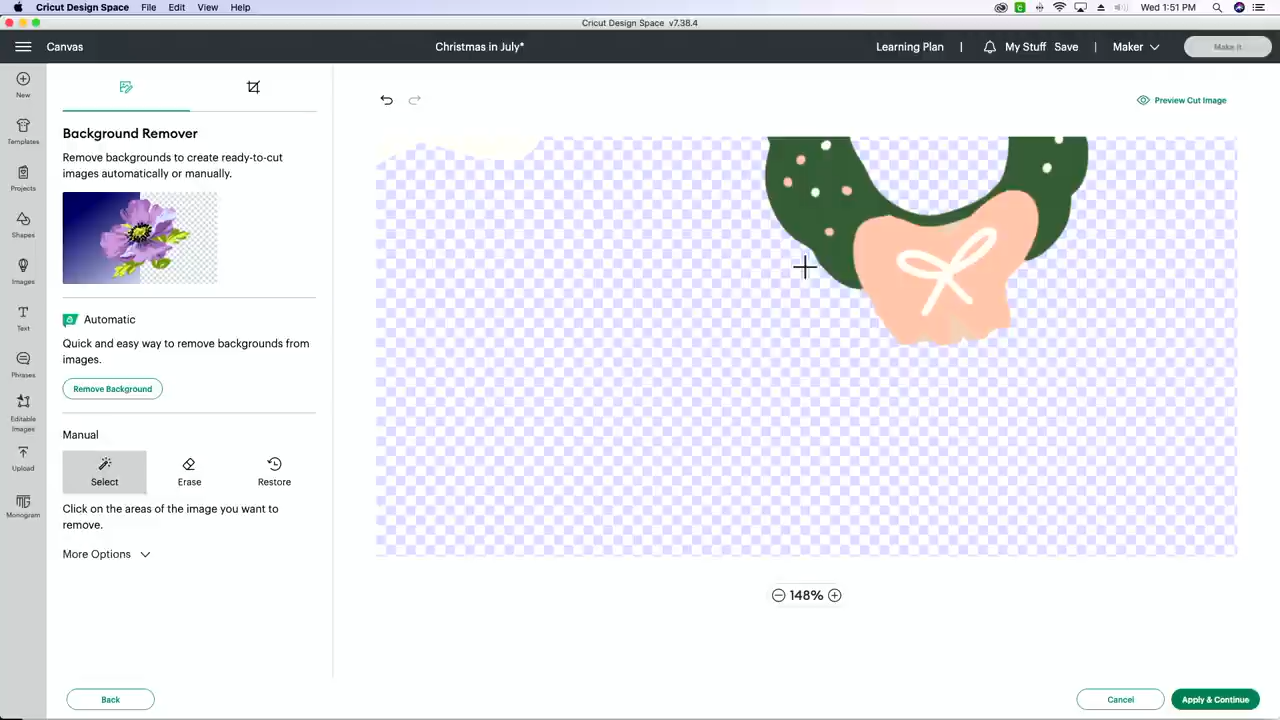 Cricut Design Space File Edit View Help Wed 1:51 PM
Cricut Design Space v7.38.4
Canvas Christmas in July* Learning Plan | My Stuff Save | Maker Make It
New
Templates
Projects
Shapes
Images
Text
Phrases
Editable
Images
Upload
Monogram
Background Remover
Remove backgrounds to create ready-to-cut
images automatically or manually.
Automatic
Quick and easy way to remove backgrounds from
images.
Remove Background
Manual
Select Erase Restore
Click on the areas of the image you want to
remove.
More Options
Preview Cut Image
148%
Back Cancel Apply & Continue